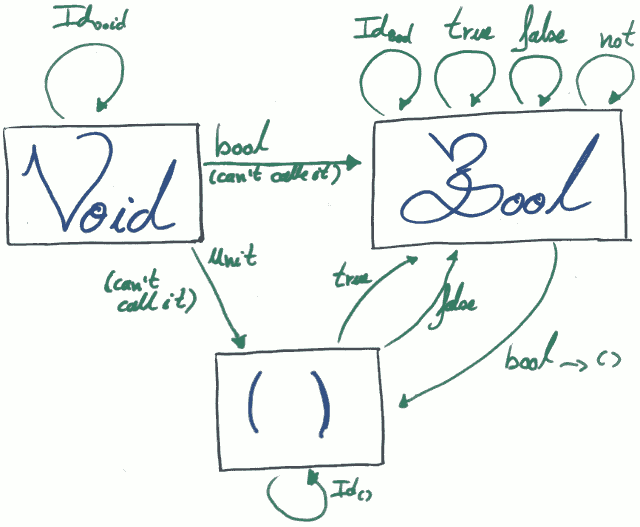 Id void
Id Bool true false not
Void
bool
(can't call it)
Bool
unit
(can't
call it)
true
false
bool → ()
( )
Id ()